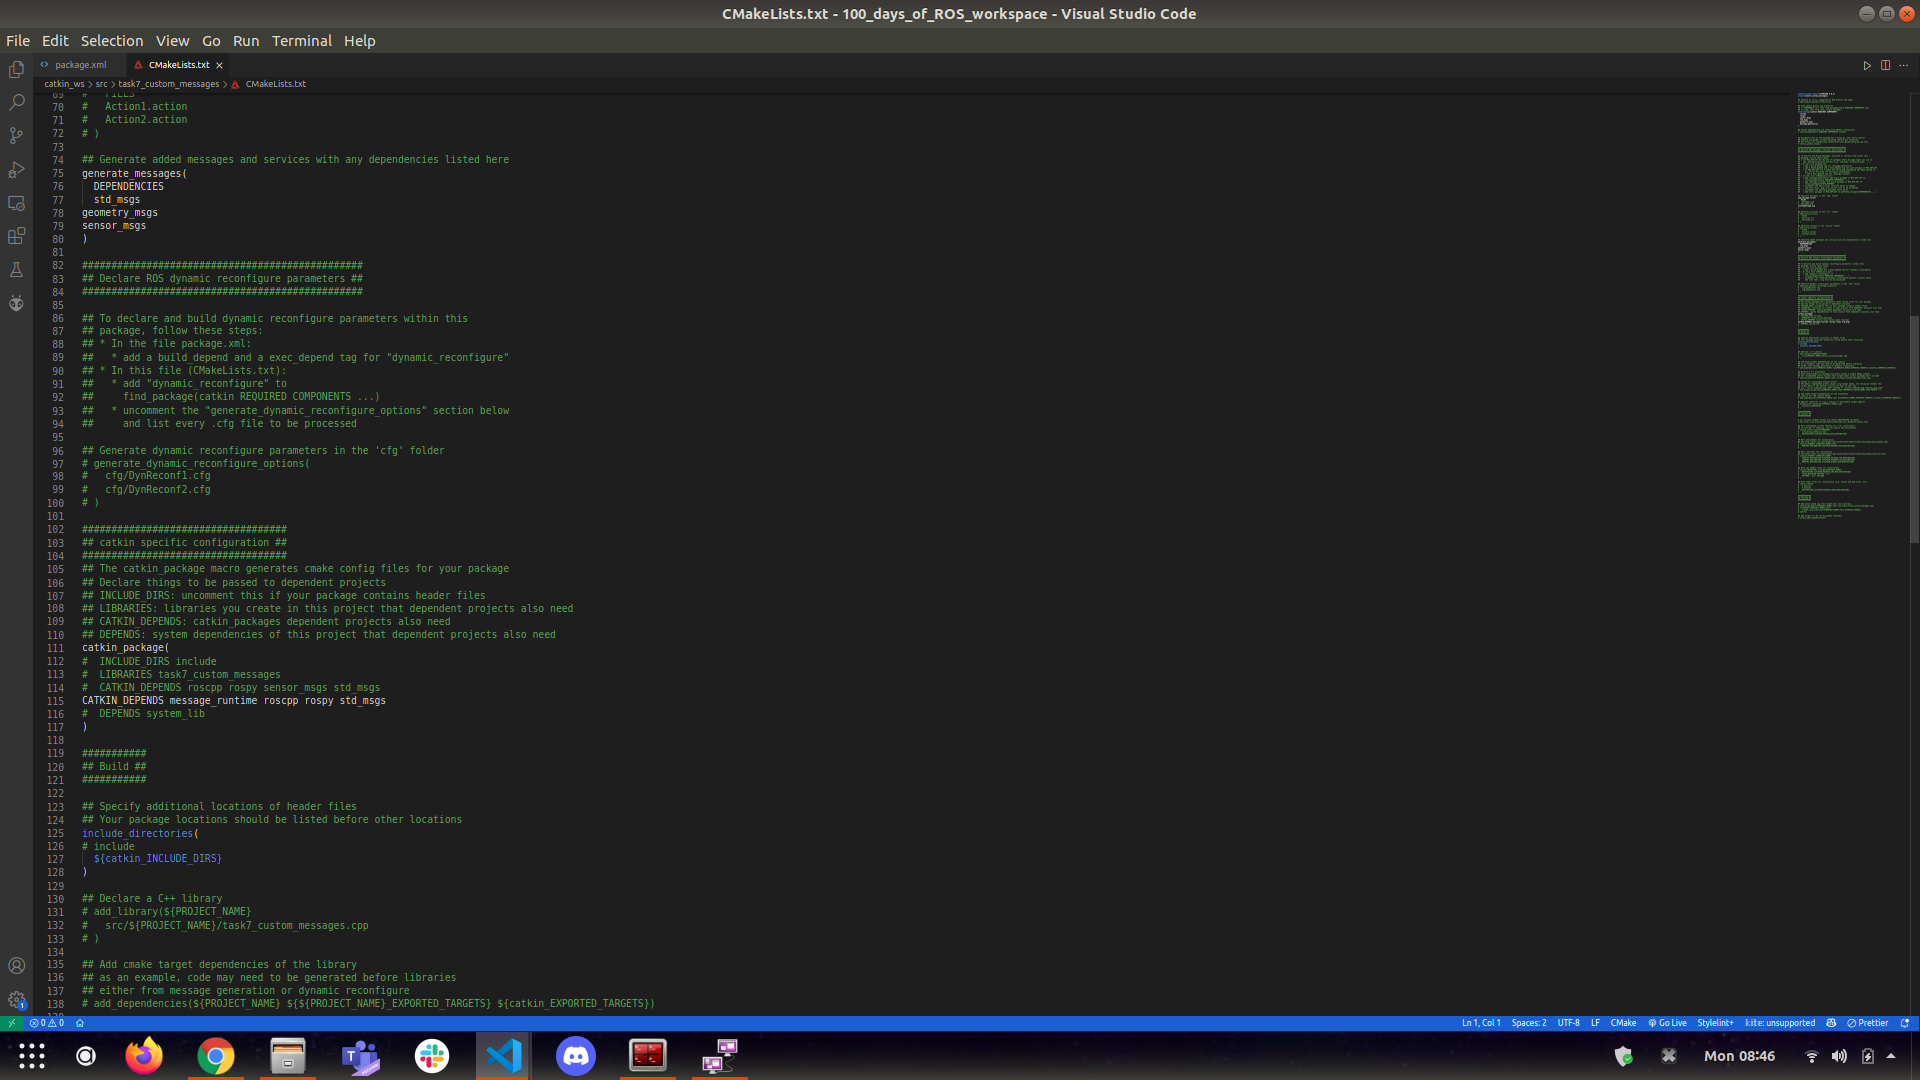 CMakeLists.txt - 100_days_of_ROS_workspace - Visual Studio Code
File Edit Selection View Go Run Terminal Help
package.xml CMakeLists.txt
catkin_ws > src > task7_custom_messages > CMakeLists.txt
69 # FILES
70 #   Action1.action
71 #   Action2.action
72 # )
73
74 ## Generate added messages and services with any dependencies listed here
75 generate_messages(
76   DEPENDENCIES
77   std_msgs
78 geometry_msgs
79 sensor_msgs
80 )
81
82 ################################################
83 ## Declare ROS dynamic reconfigure parameters ##
84 ################################################
85
86 ## To declare and build dynamic reconfigure parameters within this
87 ## package, follow these steps:
88 ## * In the file package.xml:
89 ##   * add a build_depend and a exec_depend tag for "dynamic_reconfigure"
90 ## * In this file (CMakeLists.txt):
91 ##   * add "dynamic_reconfigure" to
92 ##     find_package(catkin REQUIRED COMPONENTS ...)
93 ##   * uncomment the "generate_dynamic_reconfigure_options" section below
94 ##     and list every .cfg file to be processed
95
96 ## Generate dynamic reconfigure parameters in the 'cfg' folder
97 # generate_dynamic_reconfigure_options(
98 #   cfg/DynReconf1.cfg
99 #   cfg/DynReconf2.cfg
100 # )
101
102 ###################################
103 ## catkin specific configuration ##
104 ###################################
105 ## The catkin_package macro generates cmake config files for your package
106 ## Declare things to be passed to dependent projects
107 ## INCLUDE_DIRS: uncomment this if your package contains header files
108 ## LIBRARIES: libraries you create in this project that dependent projects also need
109 ## CATKIN_DEPENDS: catkin_packages dependent projects also need
110 ## DEPENDS: system dependencies of this project that dependent projects also need
111 catkin_package(
112 #  INCLUDE_DIRS include
113 #  LIBRARIES task7_custom_messages
114 #  CATKIN_DEPENDS roscpp rospy sensor_msgs std_msgs
115 CATKIN_DEPENDS message_runtime roscpp rospy std_msgs
116 #  DEPENDS system_lib
117 )
118
119 ###########
120 ## Build ##
121 ###########
122
123 ## Specify additional locations of header files
124 ## Your package locations should be listed before other locations
125 include_directories(
126 # include
127   ${catkin_INCLUDE_DIRS}
128 )
129
130 ## Declare a C++ library
131 # add_library(${PROJECT_NAME}
132 #   src/${PROJECT_NAME}/task7_custom_messages.cpp
133 # )
134
135 ## Add cmake target dependencies of the library
136 ## as an example, code may need to be generated before libraries
137 ## either from message generation or dynamic reconfigure
138 # add_dependencies(${PROJECT_NAME} ${${PROJECT_NAME}_EXPORTED_TARGETS} ${catkin_EXPORTED_TARGETS})
1
0 0 Ln 1, Col 1 Spaces: 2 UTF-8 LF CMake Go Live Stylelint+ kite: unsupported Prettier
Mon 08:46